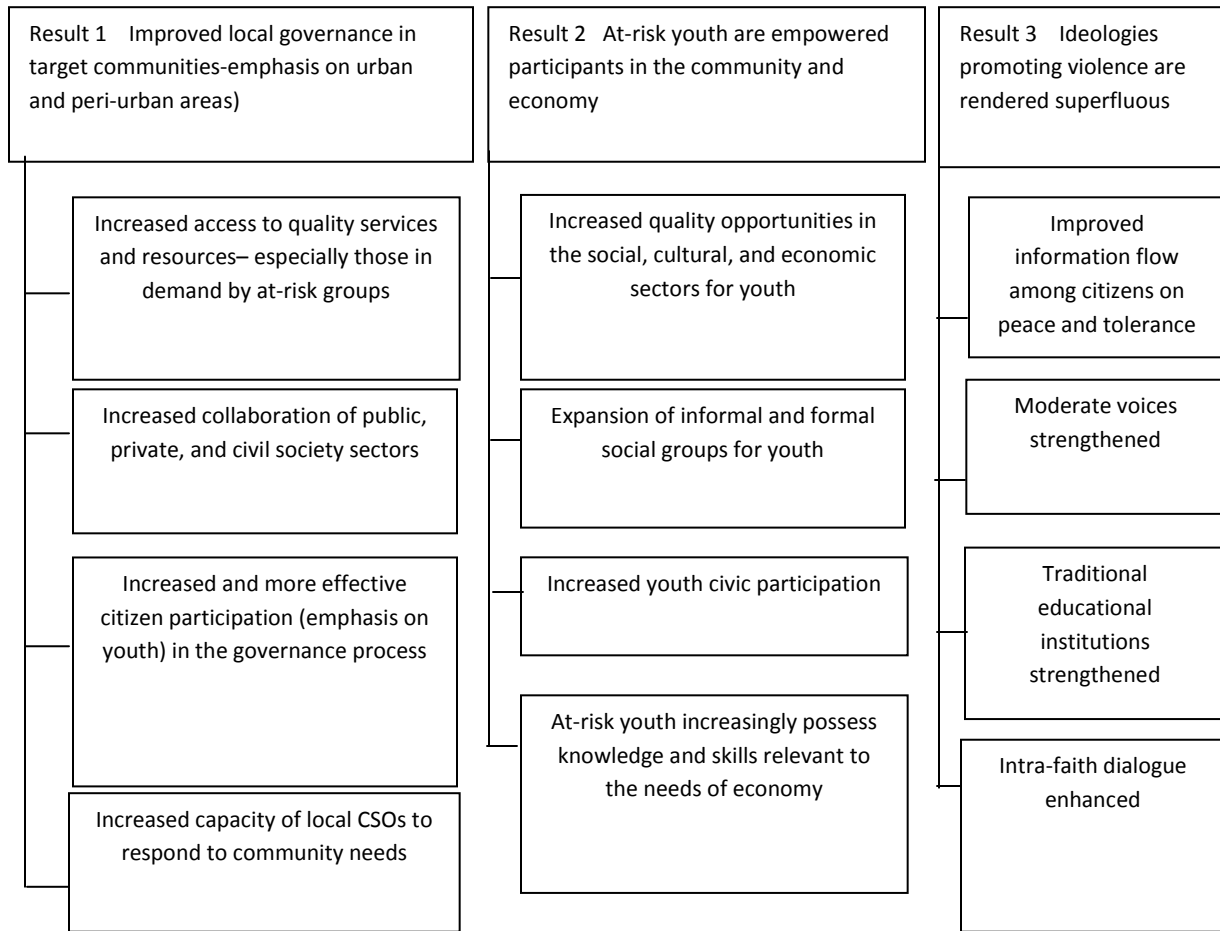 Result 1    Improved local governance in
target communities-emphasis on urban
and peri-urban areas)
Increased access to quality services
and resources– especially those in
demand by at-risk groups
Increased collaboration of public,
private, and civil society sectors
Increased and more effective
citizen participation (emphasis on
youth) in the governance process
Increased capacity of local CSOs to
respond to community needs
Result 2   At-risk youth are empowered
participants in the community and
economy
Increased quality opportunities in
the social, cultural, and economic
sectors for youth
Expansion of informal and formal
social groups for youth
Increased youth civic participation
At-risk youth increasingly possess
knowledge and skills relevant to
the needs of economy
Result 3    Ideologies
promoting violence are
rendered superfluous
Improved
information flow
among citizens on
peace and tolerance
Moderate voices
strengthened
Traditional
educational
institutions
strengthened
Intra-faith dialogue
enhanced